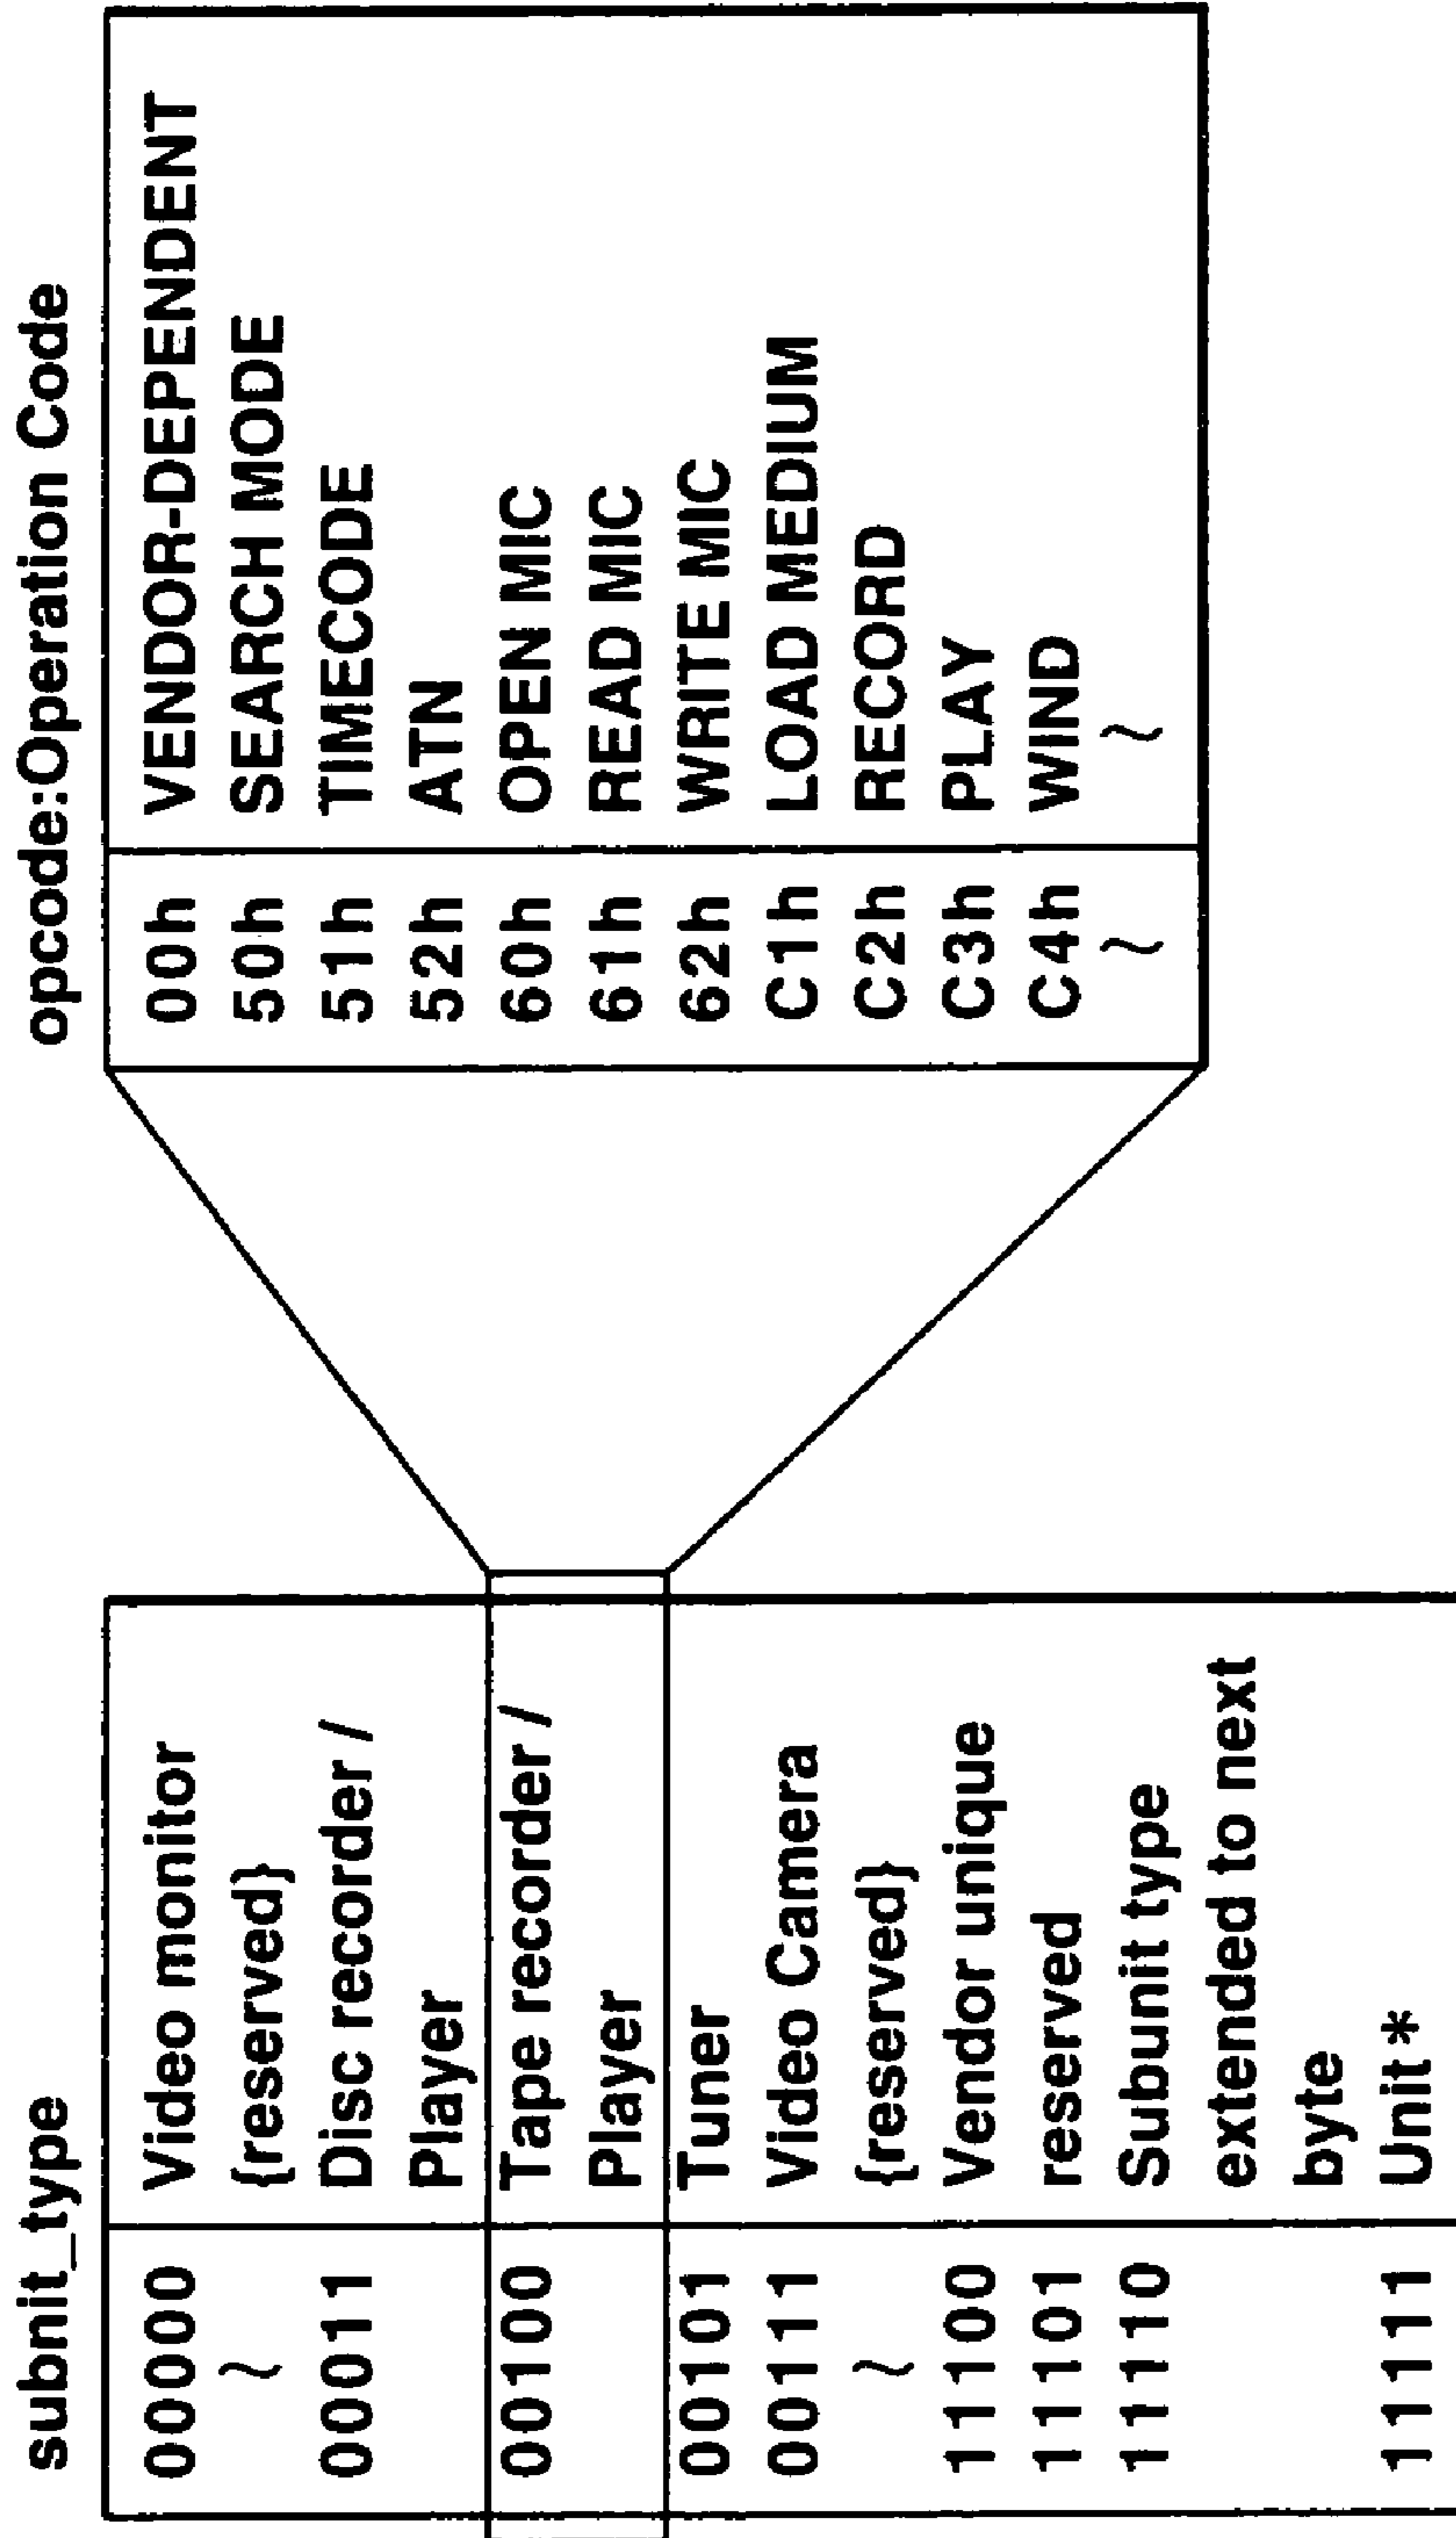 subnit_type
00000 Video monitor
~ {reserved}
00011 Disc recorder /
Player
00100 Tape recorder /
Player
00101 Tuner
00111 Video Camera
~ {reserved}
11100 Vendor unique
11101 reserved
11110 Subunit type
extended to next
byte
11111 Unit*
opcode:Operation Code
00h VENDOR-DEPENDENT
50h SEARCH MODE
51h TIMECODE
52h ATN
60h OPEN MIC
61h READ MIC
62h WRITE MIC
C1h LOAD MEDIUM
C2h RECORD
C3h PLAY
C4h WIND
~ ~